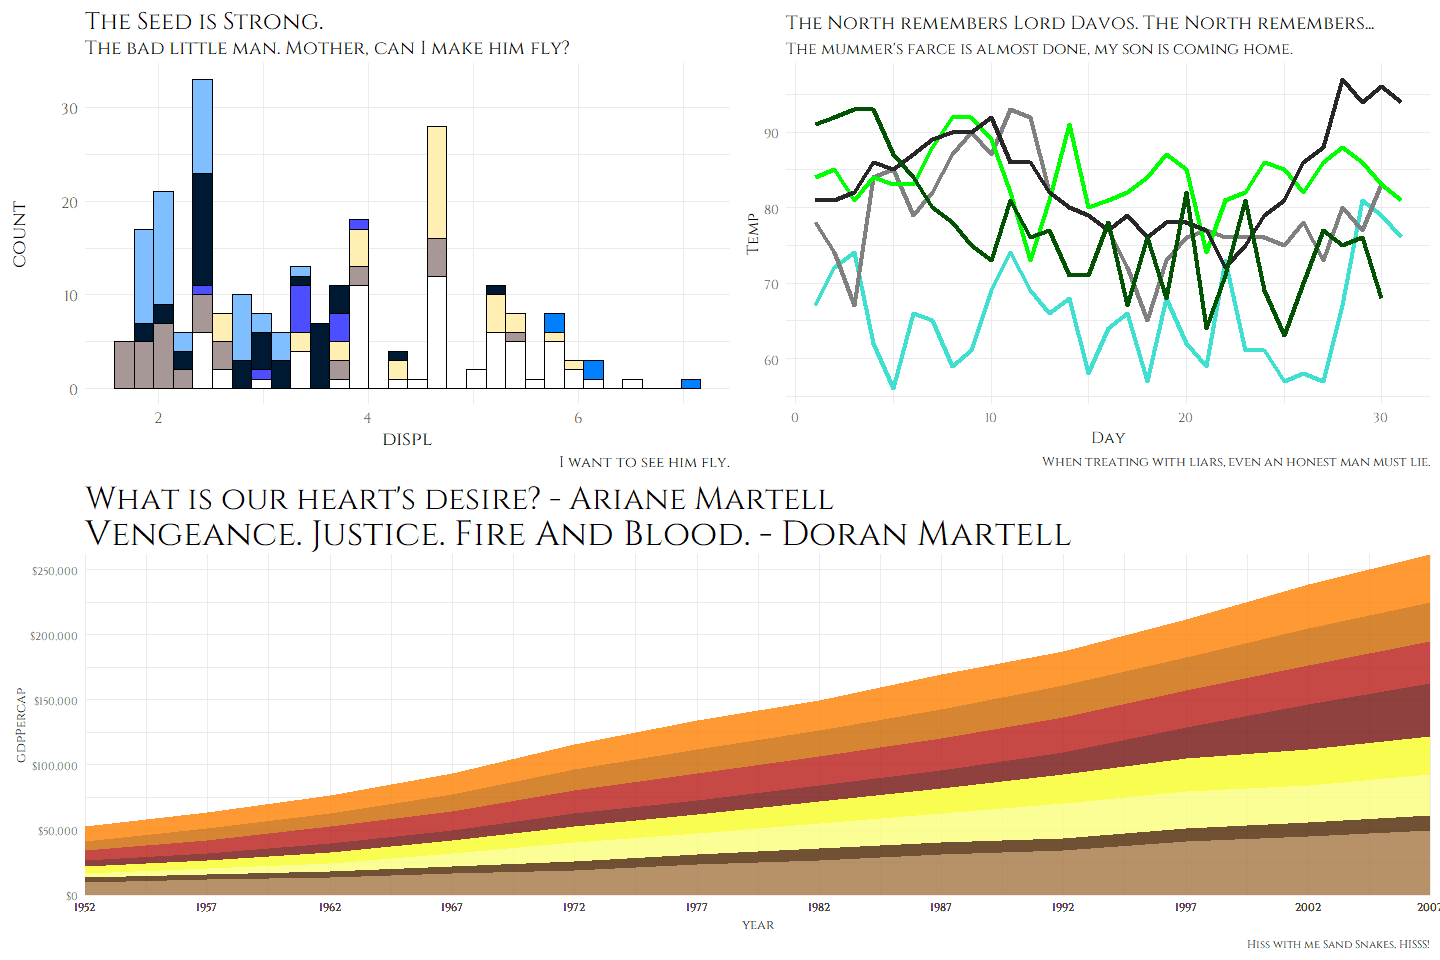 The Seed is Strong.
The bad little man. Mother, can I make him fly?
count
30
20
10
0
2
4
6
displ
I want to see him fly.
The North remembers Lord Davos. The North remembers...
The mummer's farce is almost done, my son is coming home.
Temp
90
80
70
60
0
10
20
30
Day
When treating with liars, even an honest man must lie.
What is our heart's desire? - Ariane Martell
Vengeance. Justice. Fire And Blood. - Doran Martell
gdpPercap
$250,000
$200,000
$150,000
$100,000
$50,000
$0
1952
1957
1962
1967
1972
1977
1982
1987
1992
1997
2002
2007
year
Hiss with me Sand Snakes, HISSS!